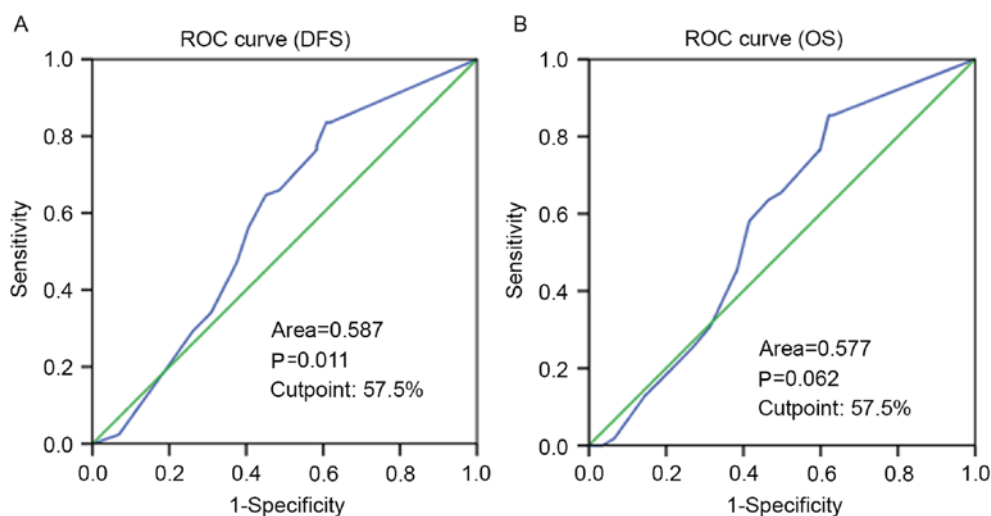 A
ROC curve (DFS)
1.0
0.8
0.6
0.4
0.2
0.0
Sensitivity
Area=0.587
P=0.011
Cutpoint: 57.5%
0.0 0.2 0.4 0.6 0.8 1.0
1-Specificity
B
ROC curve (OS)
1.0
0.8
0.6
0.4
0.2
0.0
Sensitivity
Area=0.577
P=0.062
Cutpoint: 57.5%
0.0 0.2 0.4 0.6 0.8 1.0
1-Specificity